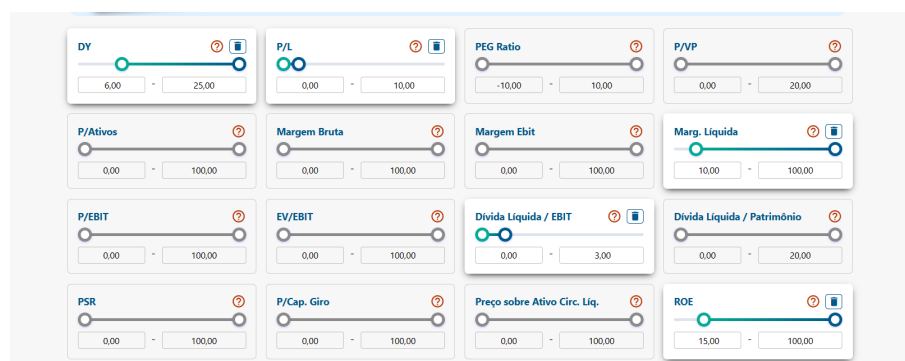 DY ? P/L ? PEG Ratio ? P/VP ?
6,00 - 25,00 0,00 - 10,00 -10,00 - 10,00 0,00 - 20,00
P/Ativos ? Margem Bruta ? Margem Ebit ? Marg. Líquida ?
0,00 - 100,00 0,00 - 100,00 0,00 - 100,00 10,00 - 100,00
P/EBIT ? EV/EBIT ? Dívida Líquida / EBIT ? Dívida Líquida / Patrimônio ?
0,00 - 100,00 0,00 - 100,00 0,00 - 3,00 0,00 - 20,00
PSR ? P/Cap. Giro ? Preço sobre Ativo Circ. Líq. ? ROE ?
0,00 - 100,00 0,00 - 100,00 0,00 - 100,00 15,00 - 100,00